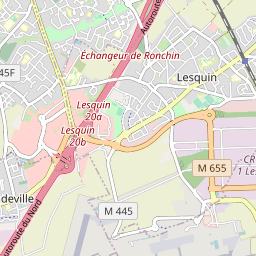 Autoroute
45F
Échangeur de Ronchin
Lesquin
Lesquin
20a
Lesquin
20b
M 655
CR
1 Les
deville
M 445
Autoroute du Nord